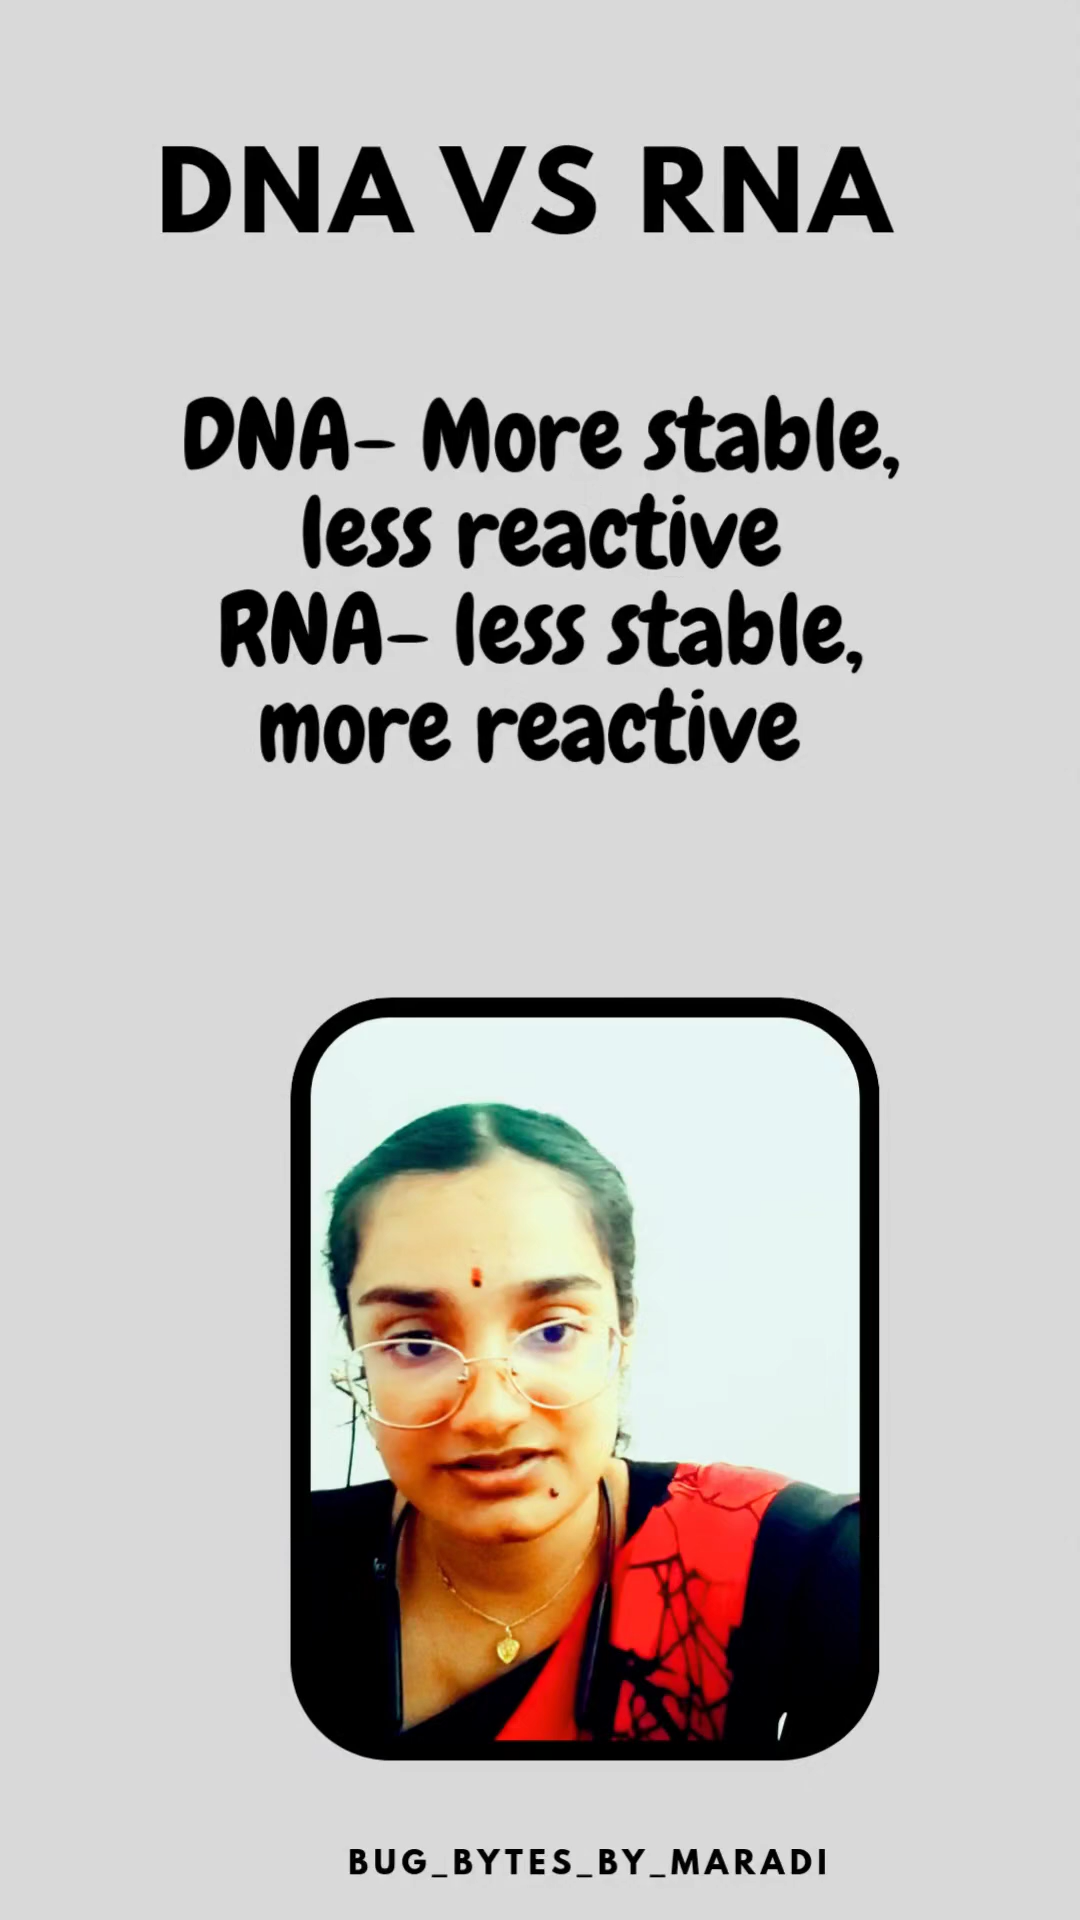 DNA VS RNA
DNA- More stable,
less reactive
RNA- less stable,
more reactive
BUG_BYTES_BY_MARADI